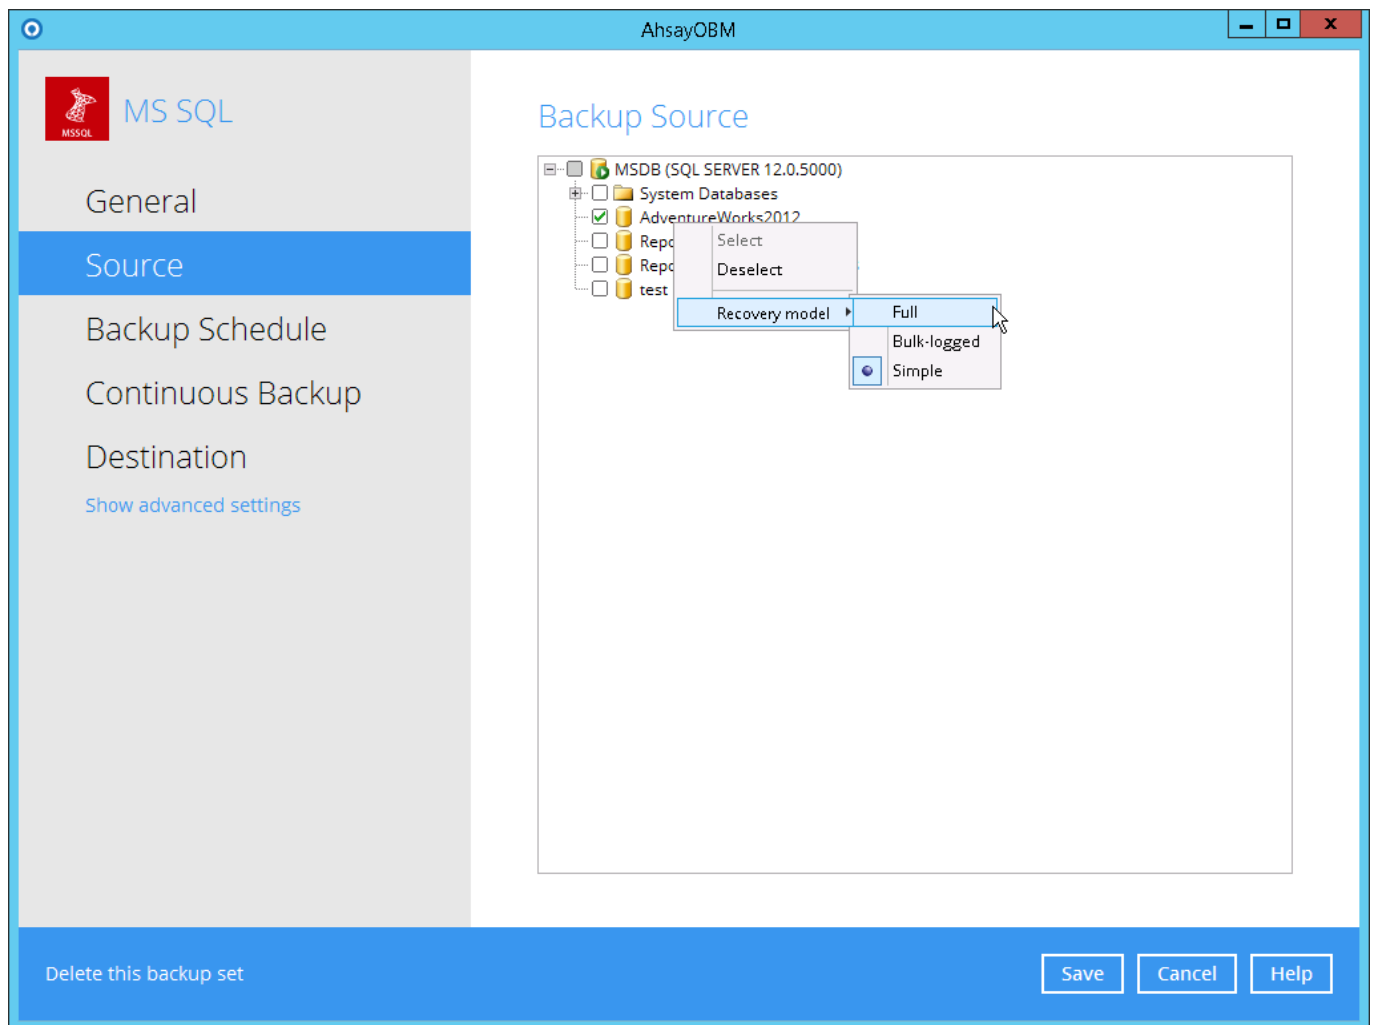 AhsayOBM
MSSQL
MS SQL
General
Source
Backup Schedule
Continuous Backup
Destination
Show advanced settings
Backup Source
MSDB (SQL SERVER 12.0.5000)
System Databases
AdventureWorks2012
Repo
Repo
test
Select
Deselect
Recovery model
Full
Bulk-logged
Simple
Delete this backup set
Save
Cancel
Help